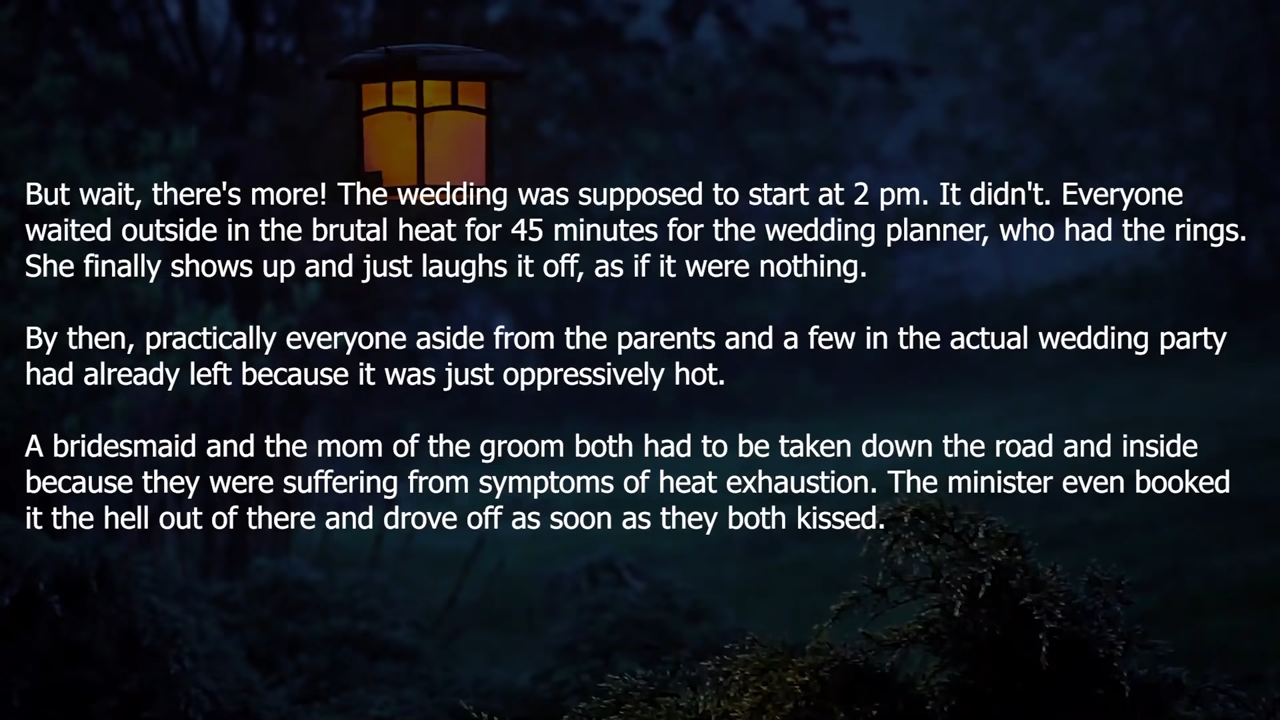 But wait, there's more! The wedding was supposed to start at 2 pm. It didn't. Everyone
waited outside in the brutal heat for 45 minutes for the wedding planner, who had the rings.
She finally shows up and just laughs it off, as if it were nothing.
By then, practically everyone aside from the parents and a few in the actual wedding party
had already left because it was just oppressively hot.
A bridesmaid and the mom of the groom both had to be taken down the road and inside
because they were suffering from symptoms of heat exhaustion. The minister even booked
it the hell out of there and drove off as soon as they both kissed.